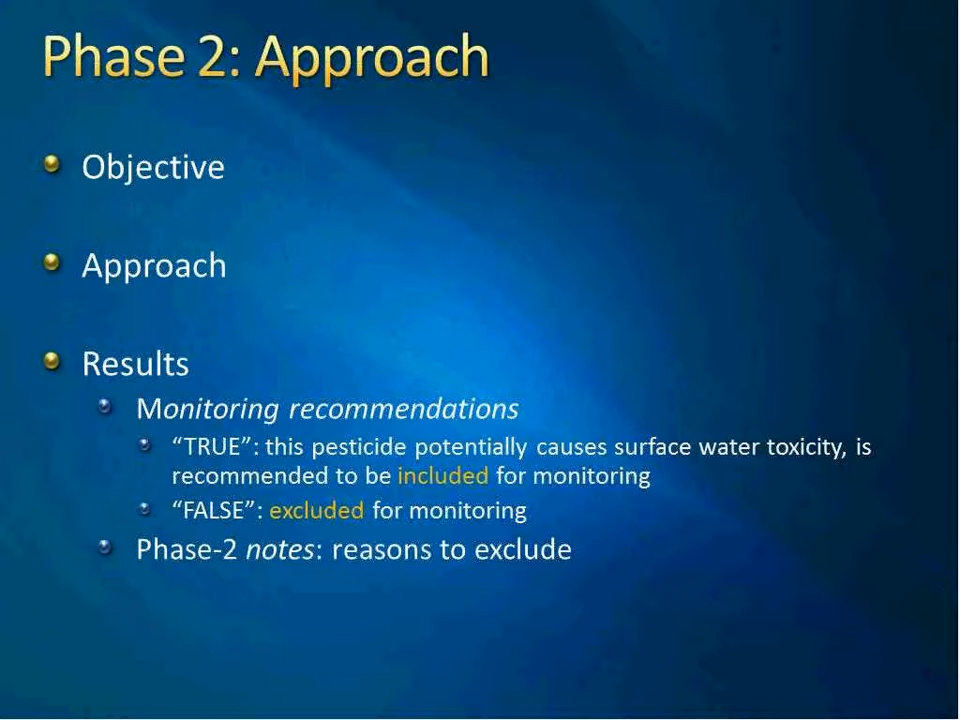 Phase 2: Approach
Objective
Approach
Results
Monitoring recommendations
“TRUE”: this pesticide potentially causes surface water toxicity, is
recommended to be included for monitoring
“FALSE”: excluded for monitoring
Phase-2 notes: reasons to exclude